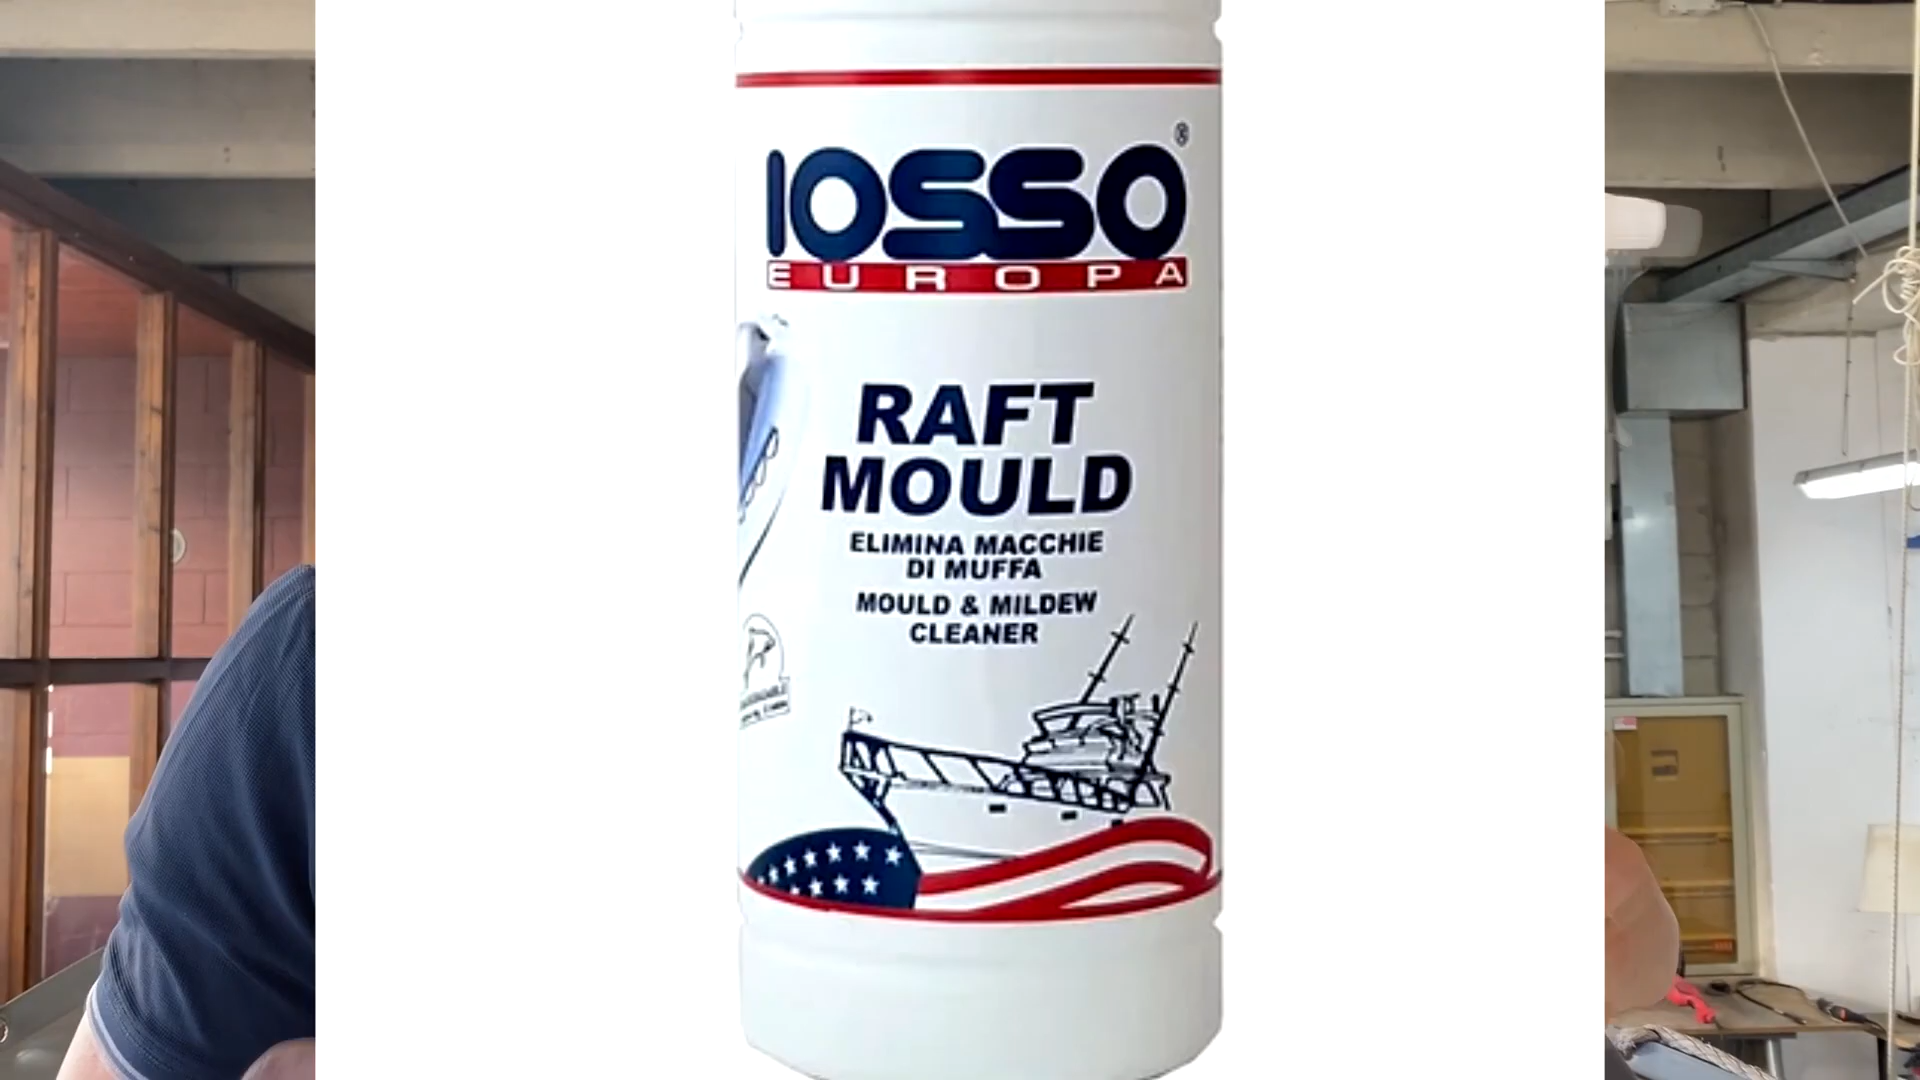 IOSSO®
EUROPA
RAFT
MOULD
ELIMINA MACCHIE
DI MUFFA
MOULD & MILDEW
CLEANER